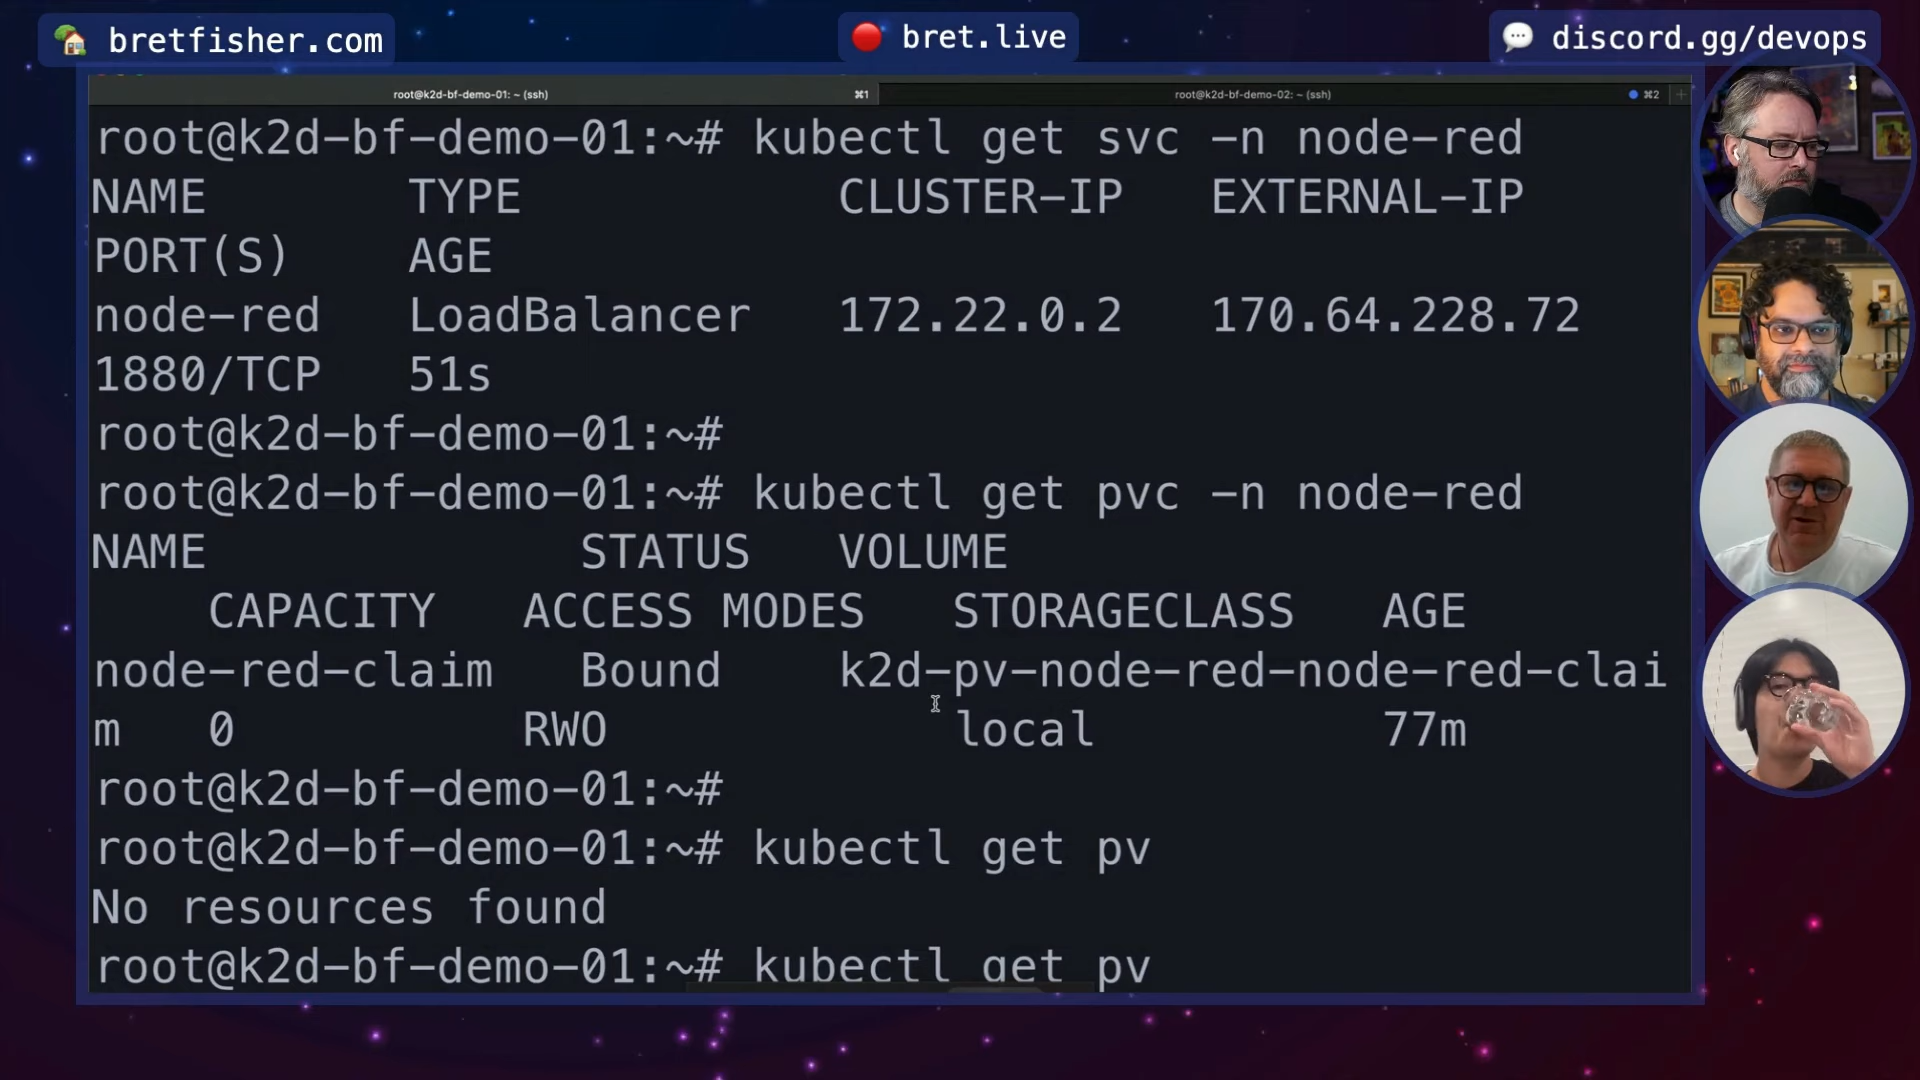 bretfisher.com
bret.live
discord.gg/devops
root@k2d-bf-demo-01: ~ (ssh)
⌘1
root@k2d-bf-demo-02: ~ (ssh)
⌘2
root@k2d-bf-demo-01:~# kubectl get svc -n node-red
NAME TYPE CLUSTER-IP EXTERNAL-IP
PORT(S) AGE
node-red LoadBalancer 172.22.0.2 170.64.228.72
1880/TCP 51s
root@k2d-bf-demo-01:~#
root@k2d-bf-demo-01:~# kubectl get pvc -n node-red
NAME STATUS VOLUME
CAPACITY ACCESS MODES STORAGECLASS AGE
node-red-claim Bound k2d-pv-node-red-node-red-clai
m 0 RWO local 77m
root@k2d-bf-demo-01:~#
root@k2d-bf-demo-01:~# kubectl get pv
No resources found
root@k2d-bf-demo-01:~# kubectl get pv